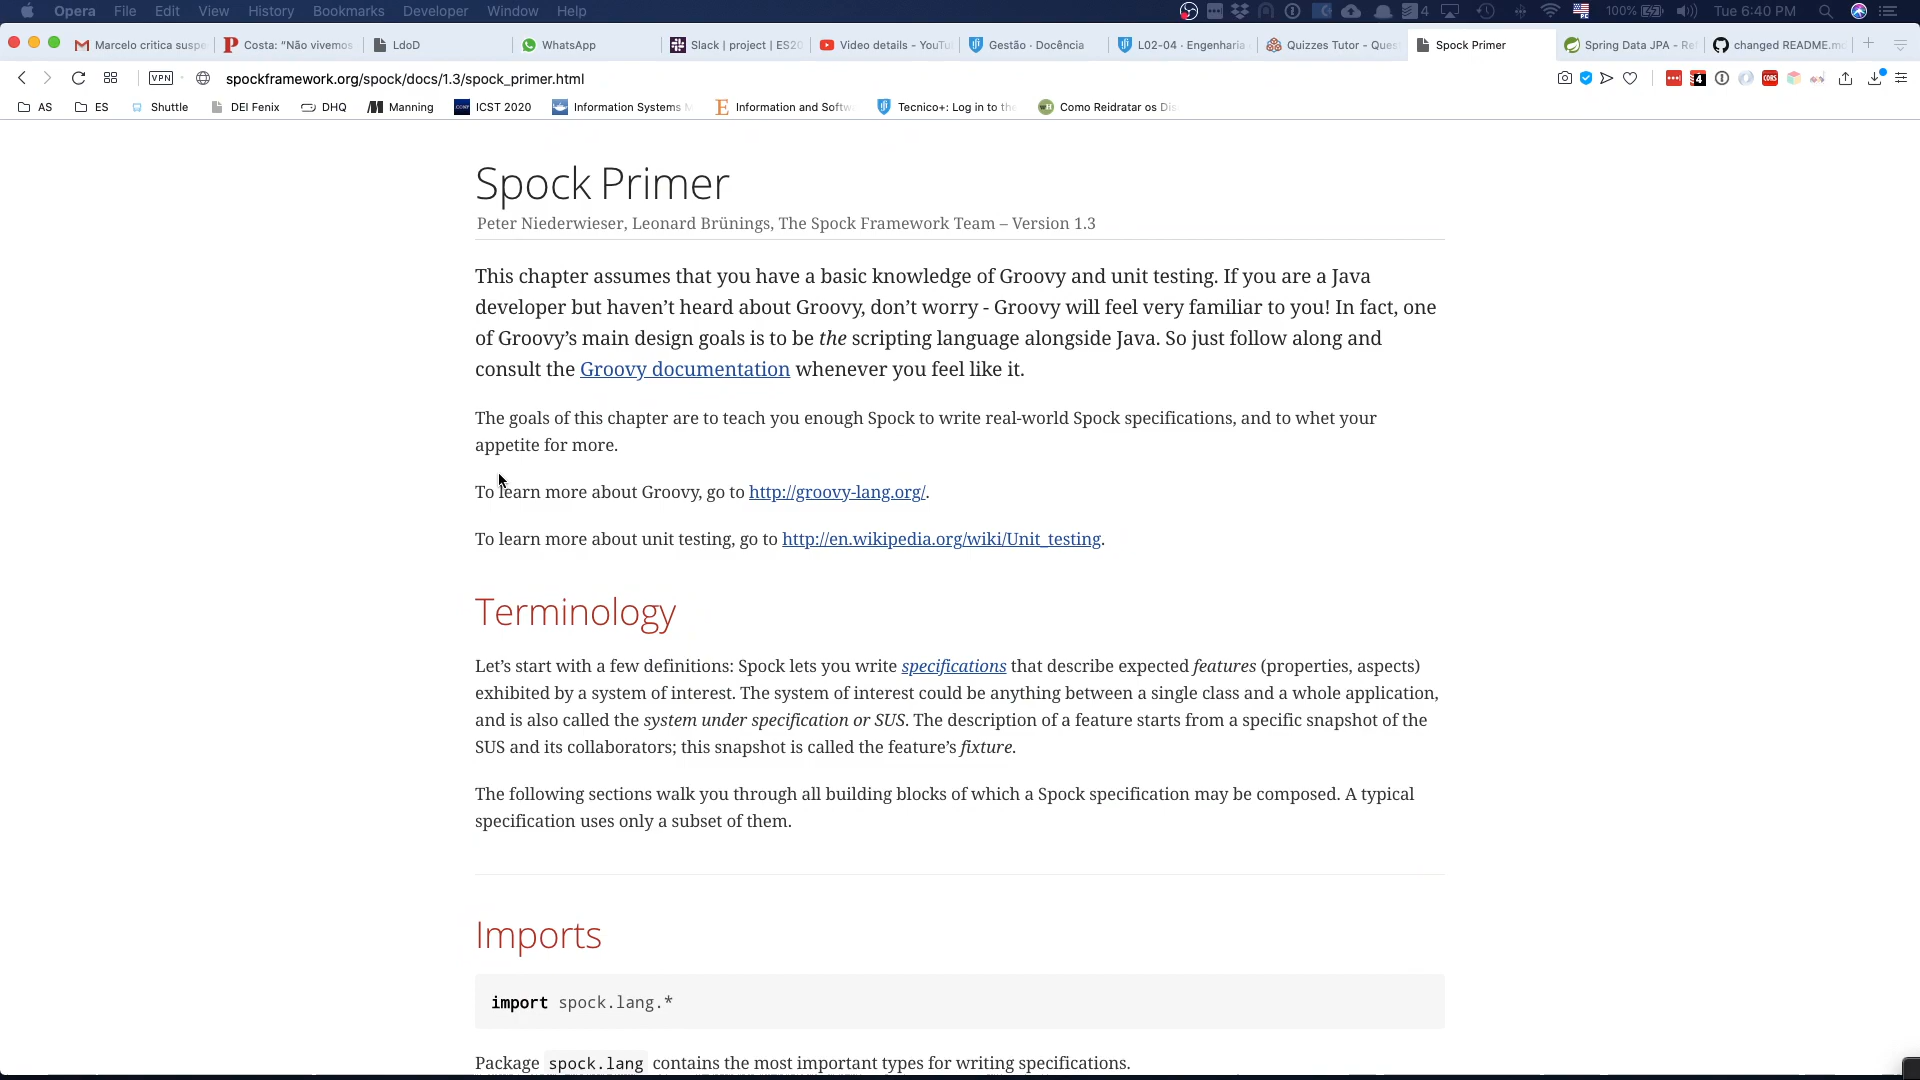 Opera File Edit View History Bookmarks Developer Window Help 4 100% Tue 6:40 PM
Marcelo critica suspe Costa: “Não vivemos LdoD WhatsApp Slack | project | ES20 Video details - YouTu Gestão · Docência L02-04 · Engenharia Quizzes Tutor - Ques Spock Primer Spring Data JPA - Ref changed README.md
VPN spockframework.org/spock/docs/1.3/spock_primer.html 4 CORS
AS ES Shuttle DEI Fenix DHQ Manning ICST 2020 Information Systems M Information and Softw Tecnico+: Log in to the Como Reidratar os Dis
Spock Primer
Peter Niederwieser, Leonard Brünings, The Spock Framework Team – Version 1.3
This chapter assumes that you have a basic knowledge of Groovy and unit testing. If you are a Java
developer but haven’t heard about Groovy, don’t worry - Groovy will feel very familiar to you! In fact, one
of Groovy’s main design goals is to be the scripting language alongside Java. So just follow along and
consult the Groovy documentation whenever you feel like it.
The goals of this chapter are to teach you enough Spock to write real-world Spock specifications, and to whet your
appetite for more.
To learn more about Groovy, go to http://groovy-lang.org/.
To learn more about unit testing, go to http://en.wikipedia.org/wiki/Unit_testing.
Terminology
Let’s start with a few definitions: Spock lets you write specifications that describe expected features (properties, aspects)
exhibited by a system of interest. The system of interest could be anything between a single class and a whole application,
and is also called the system under specification or SUS. The description of a feature starts from a specific snapshot of the
SUS and its collaborators; this snapshot is called the feature’s fixture.
The following sections walk you through all building blocks of which a Spock specification may be composed. A typical
specification uses only a subset of them.
Imports
import spock.lang.*
Package spock.lang contains the most important types for writing specifications.